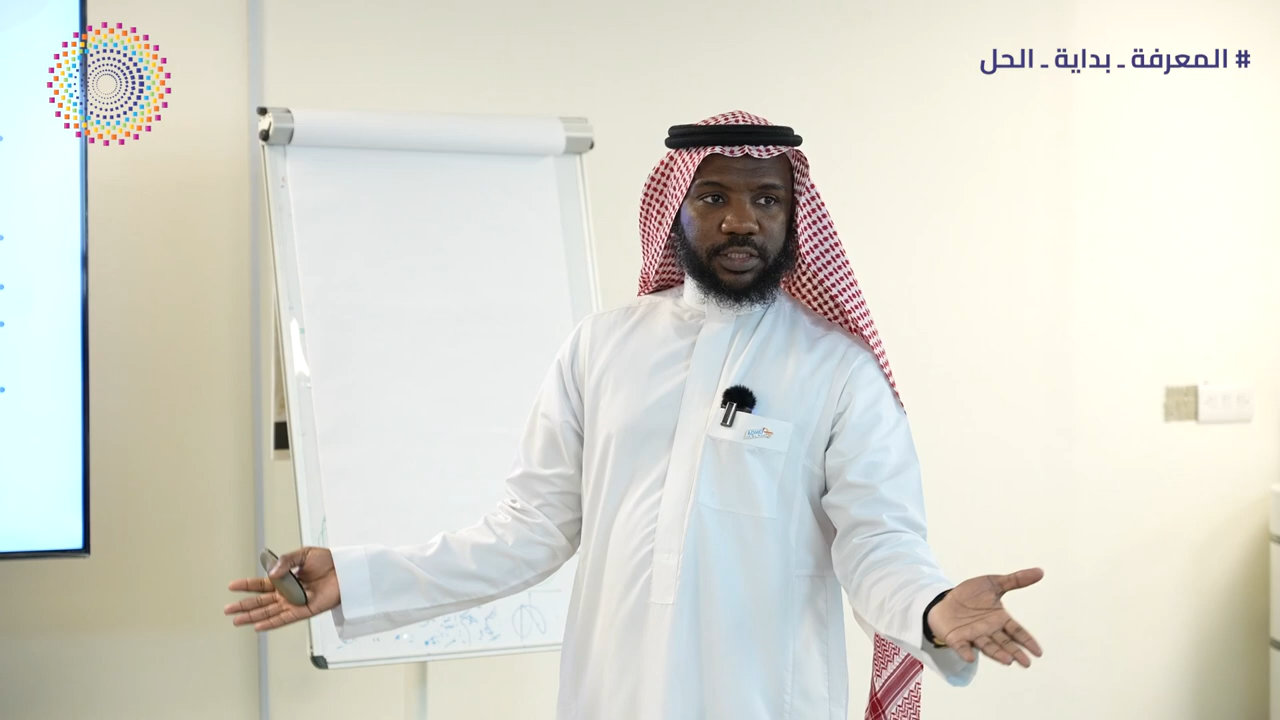 # المعرفة ـ بداية ـ الحل